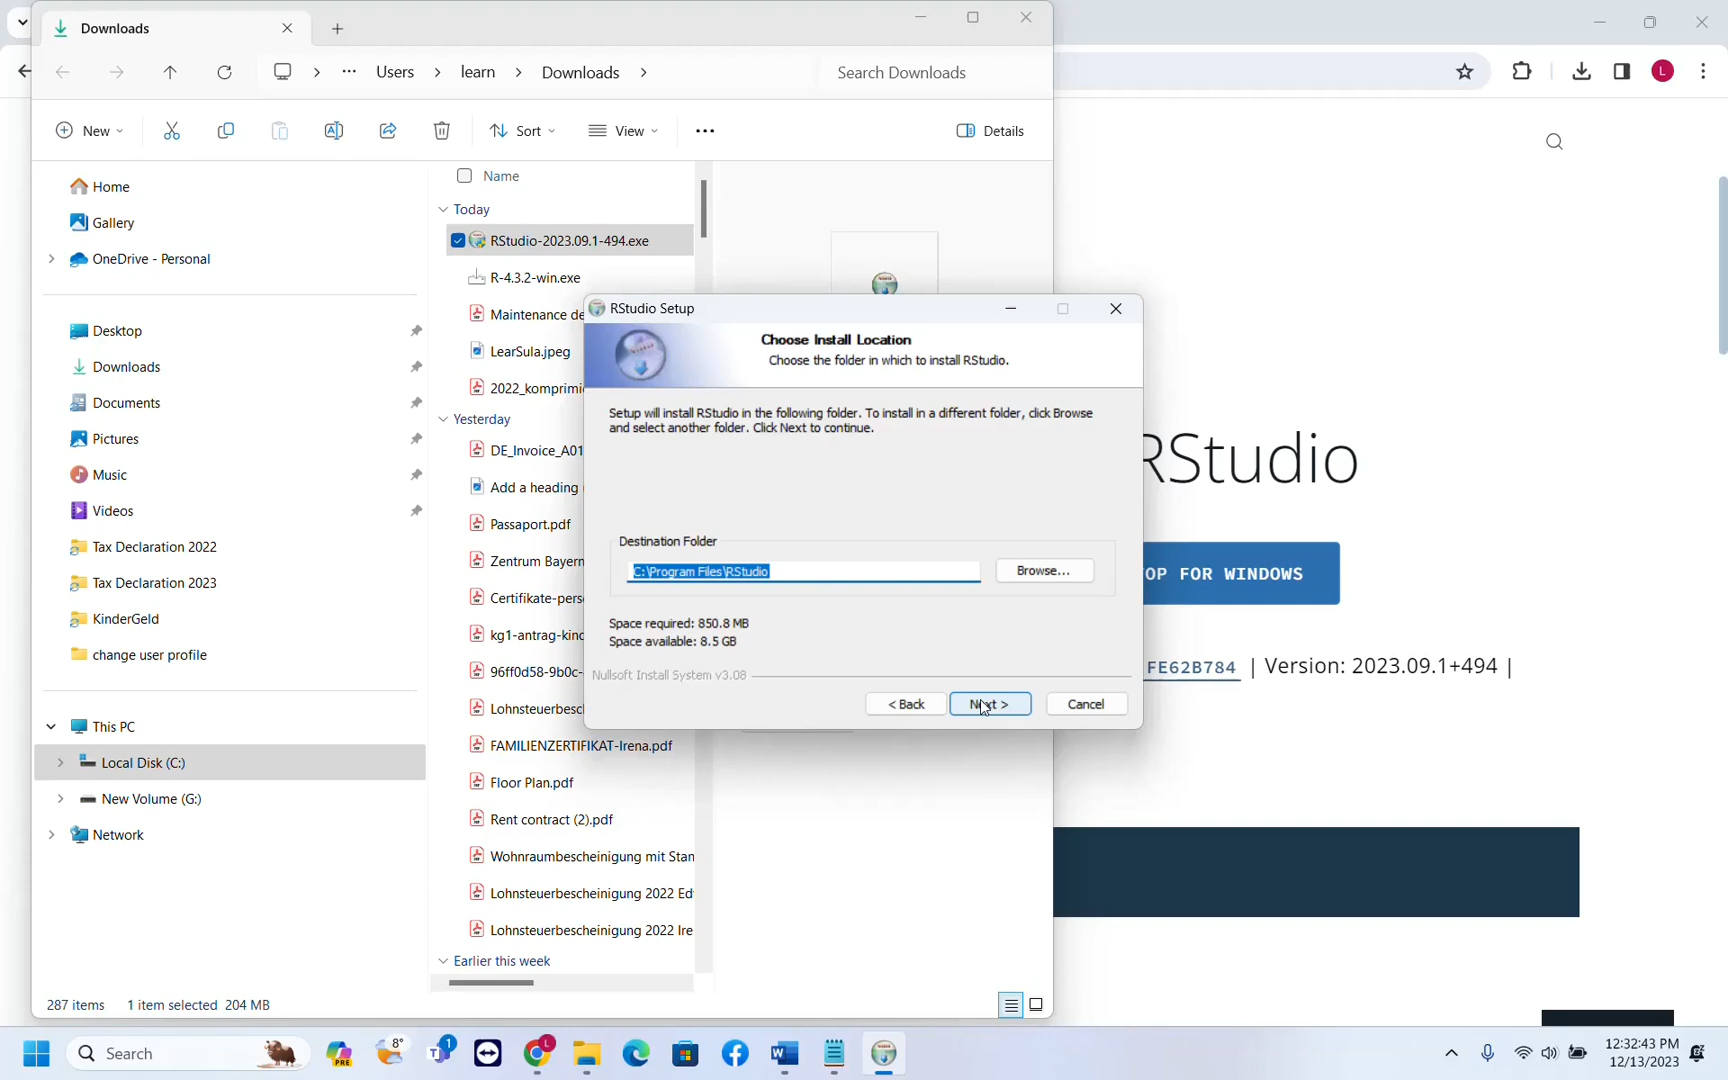 Downloads
Users > learn > Downloads >
Search Downloads
New
Sort
View
Details
Home
Gallery
OneDrive - Personal
Desktop
Downloads
Documents
Pictures
Music
Videos
Tax Declaration 2022
Tax Declaration 2023
KinderGeld
change user profile
This PC
Local Disk (C:)
New Volume (G:)
Network
Name
Today
RStudio-2023.09.1-494.exe
R-4.3.2-win.exe
Maintenance de
LearSula.jpeg
2022_komprimi
Yesterday
DE_Invoice_A01
Add a heading
Passaport.pdf
Zentrum Bayern
Certifikate-pers
kg1-antrag-kind
96ff0d58-9b0c-
Lohnsteuerbesc
FAMILIENZERTIFIKAT-Irena.pdf
Floor Plan.pdf
Rent contract (2).pdf
Wohnraumbescheinigung mit Stan
Lohnsteuerbescheinigung 2022 Ed
Lohnsteuerbescheinigung 2022 Ire
Earlier this week
287 items 1 item selected 204 MB
RStudio Setup
Choose Install Location
Choose the folder in which to install RStudio.
Setup will install RStudio in the following folder. To install in a different folder, click Browse
and select another folder. Click Next to continue.
Destination Folder
C:\Program Files\RStudio
Browse...
Space required: 850.8 MB
Space available: 8.5 GB
Nullsoft Install System v3.08
< Back
Next >
Cancel
L
RStudio
OP FOR WINDOWS
FE62B784 | Version: 2023.09.1+494 |
Search
PRE
8°
1
L
12:32:43 PM
12/13/2023